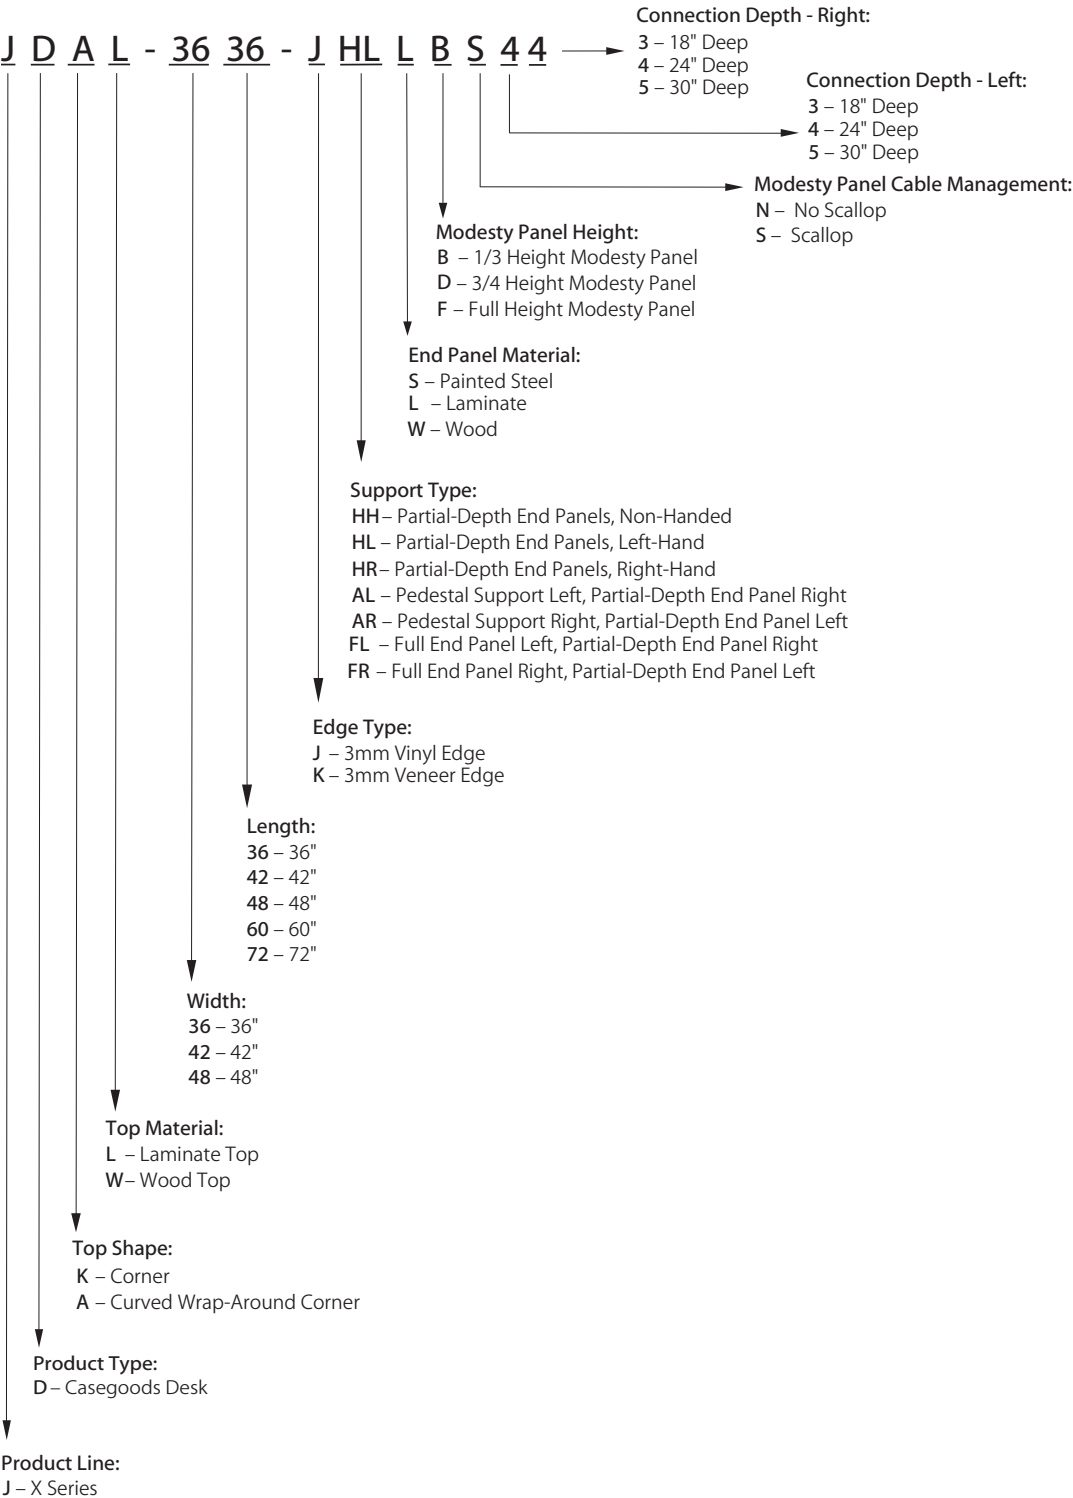 J D A L - 36 36 - J HL L B S 4 4
Connection Depth - Right:
3 – 18" Deep
4 – 24" Deep
5 – 30" Deep
Connection Depth - Left:
3 – 18" Deep
4 – 24" Deep
5 – 30" Deep
Modesty Panel Cable Management:
N – No Scallop
S – Scallop
Modesty Panel Height:
B – 1/3 Height Modesty Panel
D – 3/4 Height Modesty Panel
F – Full Height Modesty Panel
End Panel Material:
S – Painted Steel
L – Laminate
W – Wood
Support Type:
HH – Partial-Depth End Panels, Non-Handed
HL – Partial-Depth End Panels, Left-Hand
HR – Partial-Depth End Panels, Right-Hand
AL – Pedestal Support Left, Partial-Depth End Panel Right
AR – Pedestal Support Right, Partial-Depth End Panel Left
FL – Full End Panel Left, Partial-Depth End Panel Right
FR – Full End Panel Right, Partial-Depth End Panel Left
Edge Type:
J – 3mm Vinyl Edge
K – 3mm Veneer Edge
Length:
36 – 36"
42 – 42"
48 – 48"
60 – 60"
72 – 72"
Width:
36 – 36"
42 – 42"
48 – 48"
Top Material:
L – Laminate Top
W – Wood Top
Top Shape:
K – Corner
A – Curved Wrap-Around Corner
Product Type:
D – Casegoods Desk
Product Line:
J – X Series